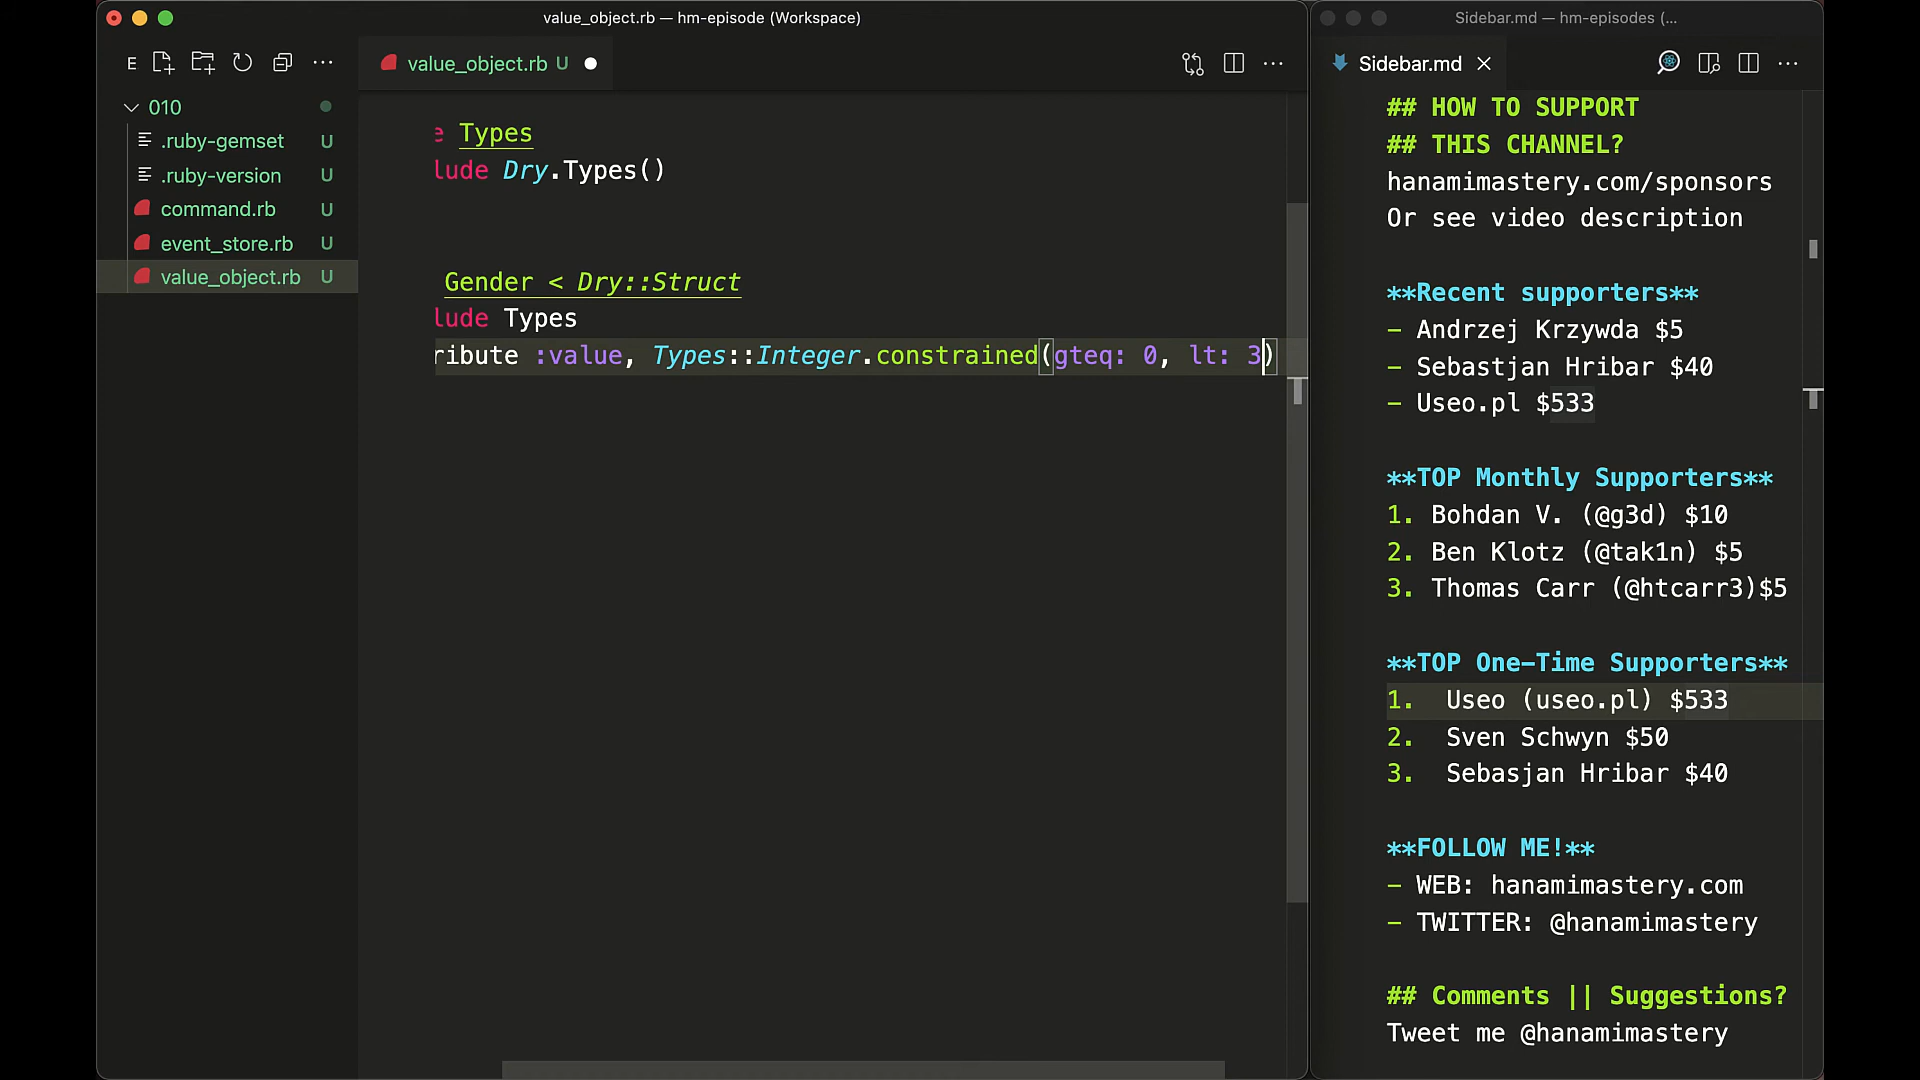 value_object.rb — hm-episode (Workspace)
E
010
.ruby-gemset U
.ruby-version U
command.rb U
event_store.rb U
value_object.rb U
value_object.rb U
e Types
lude Dry.Types()
Gender < Dry::Struct
lude Types
ribute :value, Types::Integer.constrained(gteq: 0, lt: 3)
Sidebar.md — hm-episodes (...
Sidebar.md
## HOW TO SUPPORT
## THIS CHANNEL?
hanamimastery.com/sponsors
Or see video description
**Recent supporters**
- Andrzej Krzywda $5
- Sebastjan Hribar $40
- Useo.pl $533
**TOP Monthly Supporters**
1. Bohdan V. (@g3d) $10
2. Ben Klotz (@tak1n) $5
3. Thomas Carr (@htcarr3)$5
**TOP One-Time Supporters**
1. Useo (useo.pl) $533
2. Sven Schwyn $50
3. Sebasjan Hribar $40
**FOLLOW ME!**
- WEB: hanamimastery.com
- TWITTER: @hanamimastery
## Comments || Suggestions?
Tweet me @hanamimastery